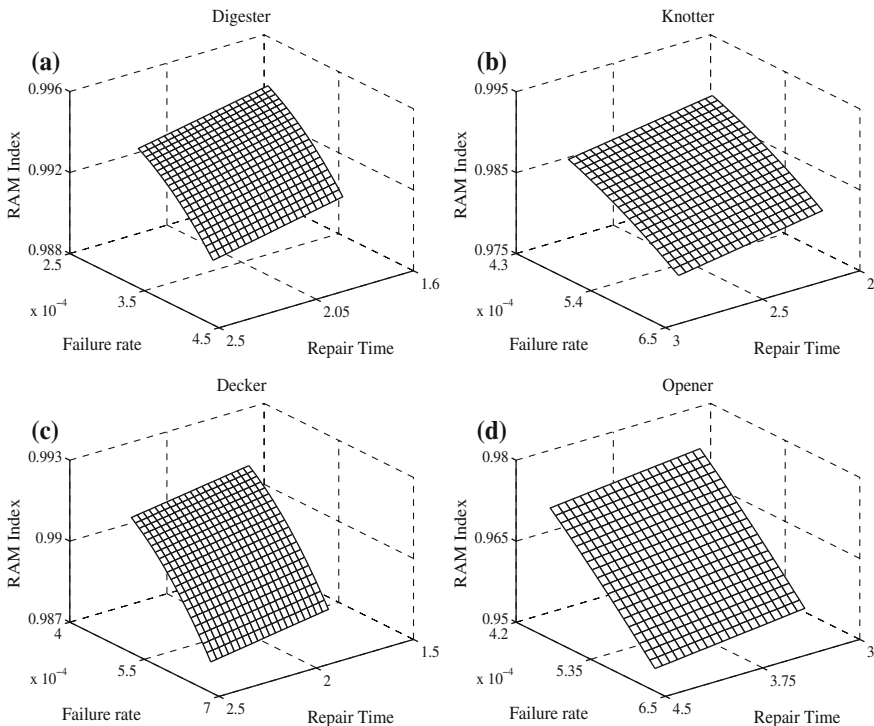 Digester
(a)
0.996
0.992
0.988
RAM Index
2.5
3.5
4.5
x 10⁻⁴
Failure rate
2.5
2.05
1.6
Repair Time
Knotter
(b)
0.995
0.985
0.975
RAM Index
4.3
5.4
6.5
x 10⁻⁴
Failure rate
3
2.5
2
Repair Time
Decker
(c)
0.993
0.99
0.987
RAM Index
4
5.5
7
x 10⁻⁴
Failure rate
2.5
2
1.5
Repair Time
Opener
(d)
0.98
0.965
0.95
RAM Index
4.2
5.35
6.5
x 10⁻⁴
Failure rate
4.5
3.75
3
Repair Time